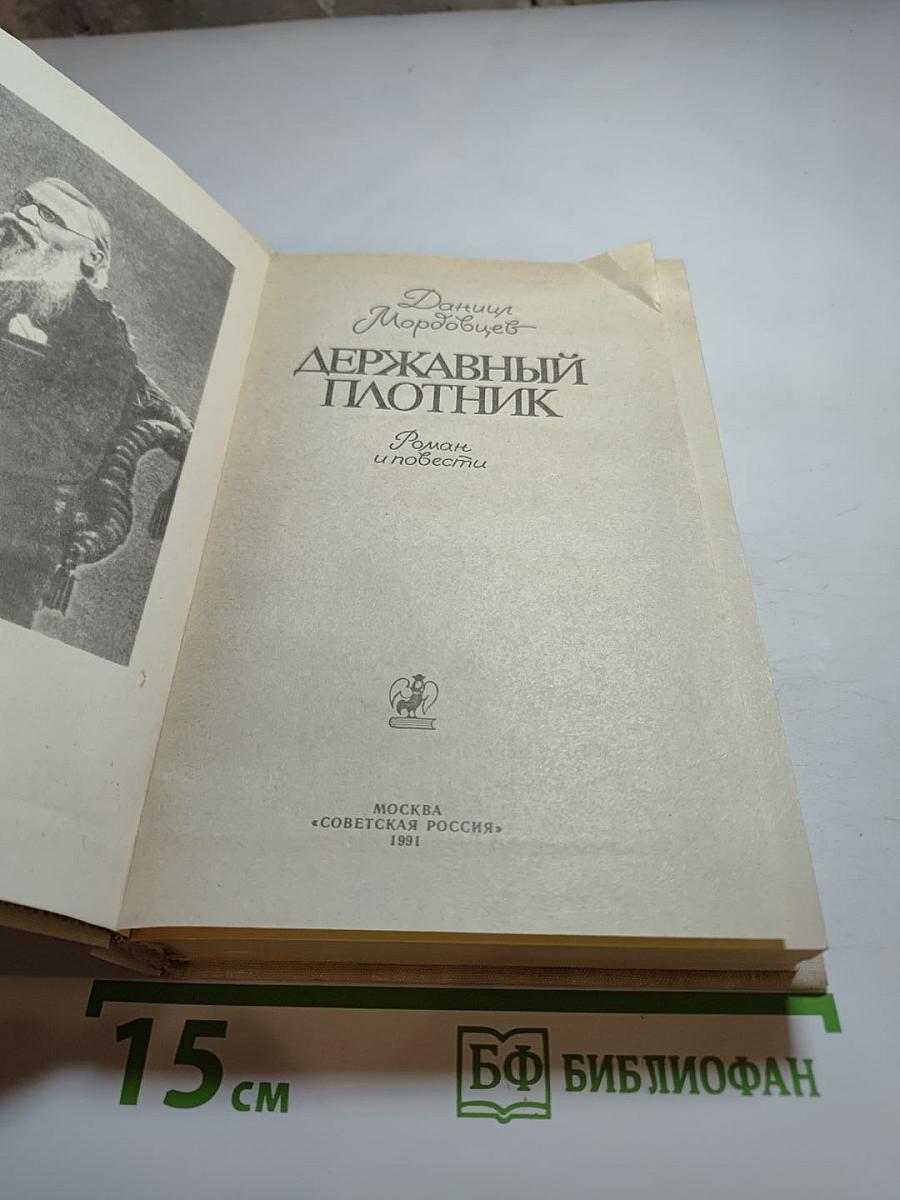 Даниил
Мордовцев
ДЕРЖАВНЫЙ
ПЛОТНИК
Роман
и повести
МОСКВА
«СОВЕТСКАЯ РОССИЯ»
1991
15 см
БФ БИБЛИОФАН